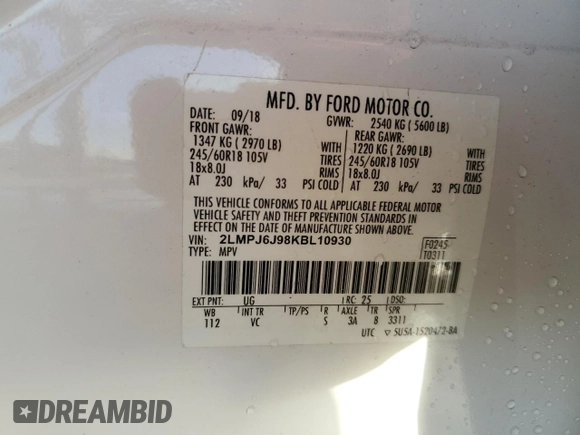 MFD. BY FORD MOTOR CO.
DATE: 09/18 GVWR: 2540 KG ( 5600 LB)
FRONT GAWR: REAR GAWR:
1347 KG ( 2970 LB) 1220 KG ( 2690 LB)
245/60R18 105V TIRES 245/60R18 105V TIRES
18x8.0J RIMS 18x8.0J RIMS
AT 230 kPa/ 33 PSI COLD AT 230 kPa/ 33 PSI COLD
THIS VEHICLE CONFORMS TO ALL APPLICABLE FEDERAL MOTOR
VEHICLE SAFETY AND THEFT PREVENTION STANDARDS IN
EFFECT ON THE DATE OF MANUFACTURE SHOWN ABOVE.
VIN: 2LMPJ6J98KBL10930 F0245
TYPE: MPV T0311
EXT PNT: UG RC: 25 DSO:
WB INT TR TP/PS R AXLE TR SPR
112 VC S 3A 8 3311
UTC 5USA-1520472-BA
DREAMBID